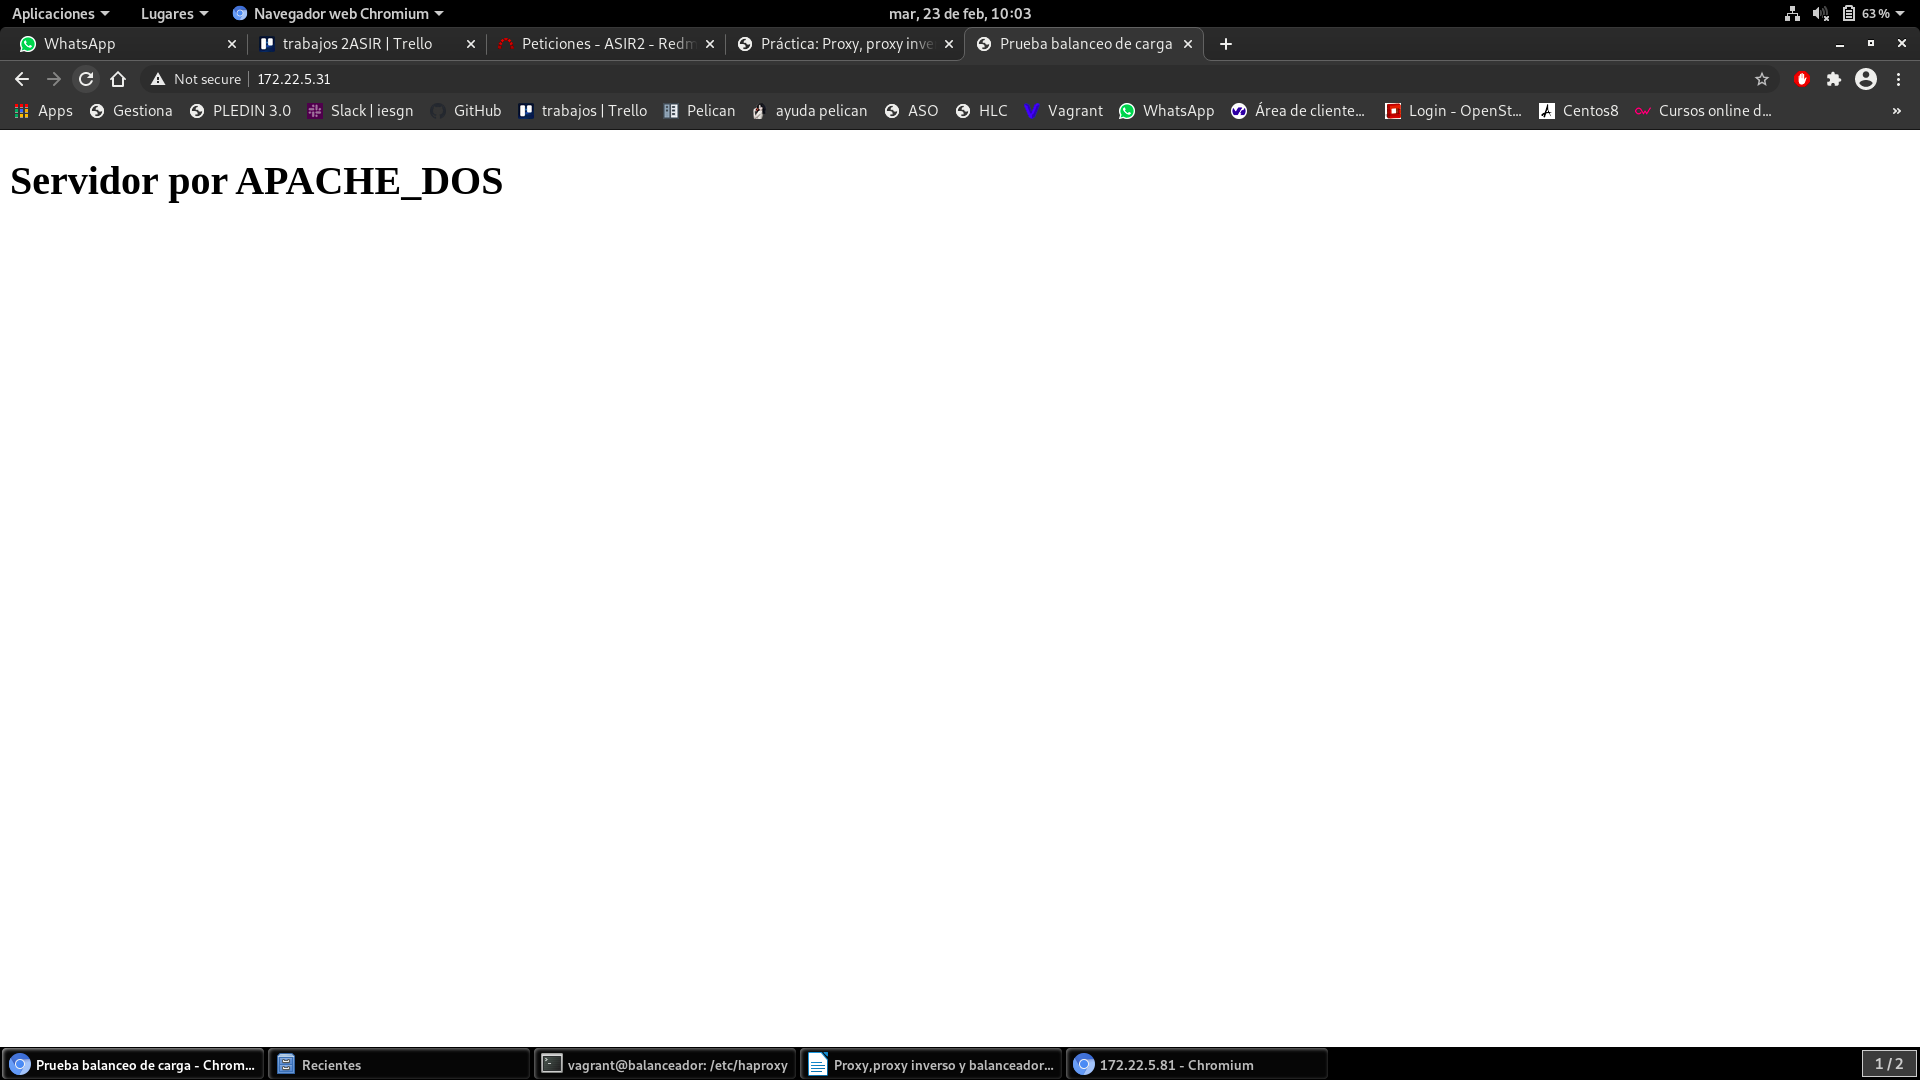 Aplicaciones Lugares Navegador web Chromium mar, 23 de feb, 10:03 63 %
WhatsApp trabajos 2ASIR | Trello Peticiones - ASIR2 - Redm Práctica: Proxy, proxy inve Prueba balanceo de carga
Not secure 172.22.5.31
Apps Gestiona PLEDIN 3.0 Slack | iesgn GitHub trabajos | Trello Pelican ayuda pelican ASO HLC Vagrant WhatsApp Área de cliente... Login - OpenSt... Centos8 Cursos online d... »
Servidor por APACHE_DOS
Prueba balanceo de carga - Chrom... Recientes vagrant@balanceador: /etc/haproxy Proxy,proxy inverso y balanceador... 172.22.5.81 - Chromium 1 / 2